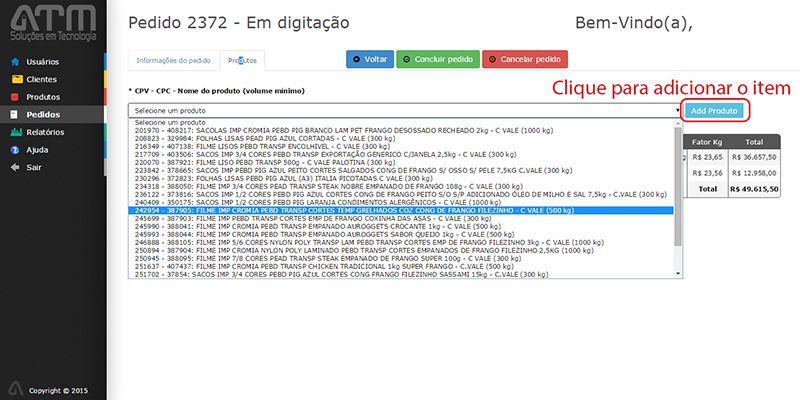 ATM
Soluções em Tecnologia
Usuários
Clientes
Produtos
Pedidos
Relatórios
Ajuda
Sair
Copyright © 2015
Pedido 2372 - Em digitação
Bem-Vindo(a),
Informações do pedido
Produtos
Voltar
Concluir pedido
Cancelar pedido
Clique para adicionar o item
* CPV - CPC - Nome do produto (volume mínimo)
Selecione um produto
Add Produto
Selecione um produto
201970 - 408217: SACOLAS IMP CROMIA PEBD PIG BRANCO LAM PET FRANGO DESOSSADO RECHEADO 2kg - C VALE (1000 kg)
208823 - 329984: FOLHAS LISAS PEAD PIG AZUL CORTADAS - C VALE (300 kg)
216349 - 407138: FILME LISOS PEBD TRANSP ENCOLHIVEL - C VALE (300 kg)
217709 - 403506: SACOS IMP 3/4 CORES PEBD TRANSP EXPORTAÇÃO GENERICO C/JANELA 2,5kg - C VALE (300 kg)
220070 - 387921: FILME LISO PEBD TRANSP 500g - C VALE PALOTINA (300 kg)
223842 - 378665: SACOS IMP PEBD PIG AZUL PEITO CORTES SALGADOS CONG DE FRANGO S/ OSSO S/ PELE 7,5KG C.VALE (300 kg)
230296 - 372823: FOLHAS LISAS PEBD PIG AZUL (A3) ITALIA PICOTADAS C VALE (300 kg)
234318 - 388050: FILME IMP 3/4 CORES PEAD TRANSP STEAK NOBRE EMPANADO DE FRANGO 108g - C VALE (300 kg)
236122 - 373816: SACOS IMP 1/2 CORES PEBD PIG AZUL CORTES CONG DE FRANGO PEITO S/O S/P ADICIONADO ÓLEO DE MILHO E SAL 7,5kg -C.VALE (300 kg)
240409 - 350175: SACOS IMP 1/2 CORES PEBD PIG LARANJA CONDIMENTOS ALERGÊNICOS - C VALE (1000 kg)
242954 - 387905: FILME IMP CROMIA PEBD TRANSP CORTES TEMP GRELHADOS COZ CONG DE FRANGO FILEZINHO - C VALE (500 kg)
245699 - 387903: FILME IMP TRANSP PEBD CORTES EMP DE FRANGO COXINHA DAS ASAS - C VALE (300 kg)
245990 - 388041: FILME IMP CROMIA PEBD TRANSP EMPANADO AUROGGETS CROCANTE 1kg - C VALE (500 kg)
245993 - 388044: FILME IMP CROMIA PEBD TRANSP EMPANADO AUROGGETS SABOR QUEIJO 1kg - C VALE (500 kg)
246888 - 388105: FILME IMP 5/6 CORES NYLON POLY TRANSP LAM PEBD TRANSP CORTES EMP DE FRANGO FILEZINHO 3kg - C VALE (1000 kg)
250894 - 387904: FILME IMP CROMIA NYLON POLY LAMINADO PEBD TRANSP CORTES EMPANADO DE FRANGO FILEZINHO 2,5KG (1000 kg)
250945 - 388095: FILME IMP 7/8 CORES PEAD TRANSP STEAK EMPANADO DE FRANGO SUPER 100g - C VALE (300 kg)
251637 - 407437: FILME IMP CROMIA PEBD TRANSP CHICKEN TRADICIONAL 1kg SUPER FRANGO - C.VALE (500 kg)
251702 - 37854: SACOS IMP 3/4 CORES PEBD PIG AZUL CORTES CONG FRANGO FILEZINHO SASSAMI 15kg - C.VALE (300 kg)
Fator Kg Total
R$ 23,65 R$ 36.657,50
R$ 23,56 R$ 12.958,00
Total R$ 49.615,50